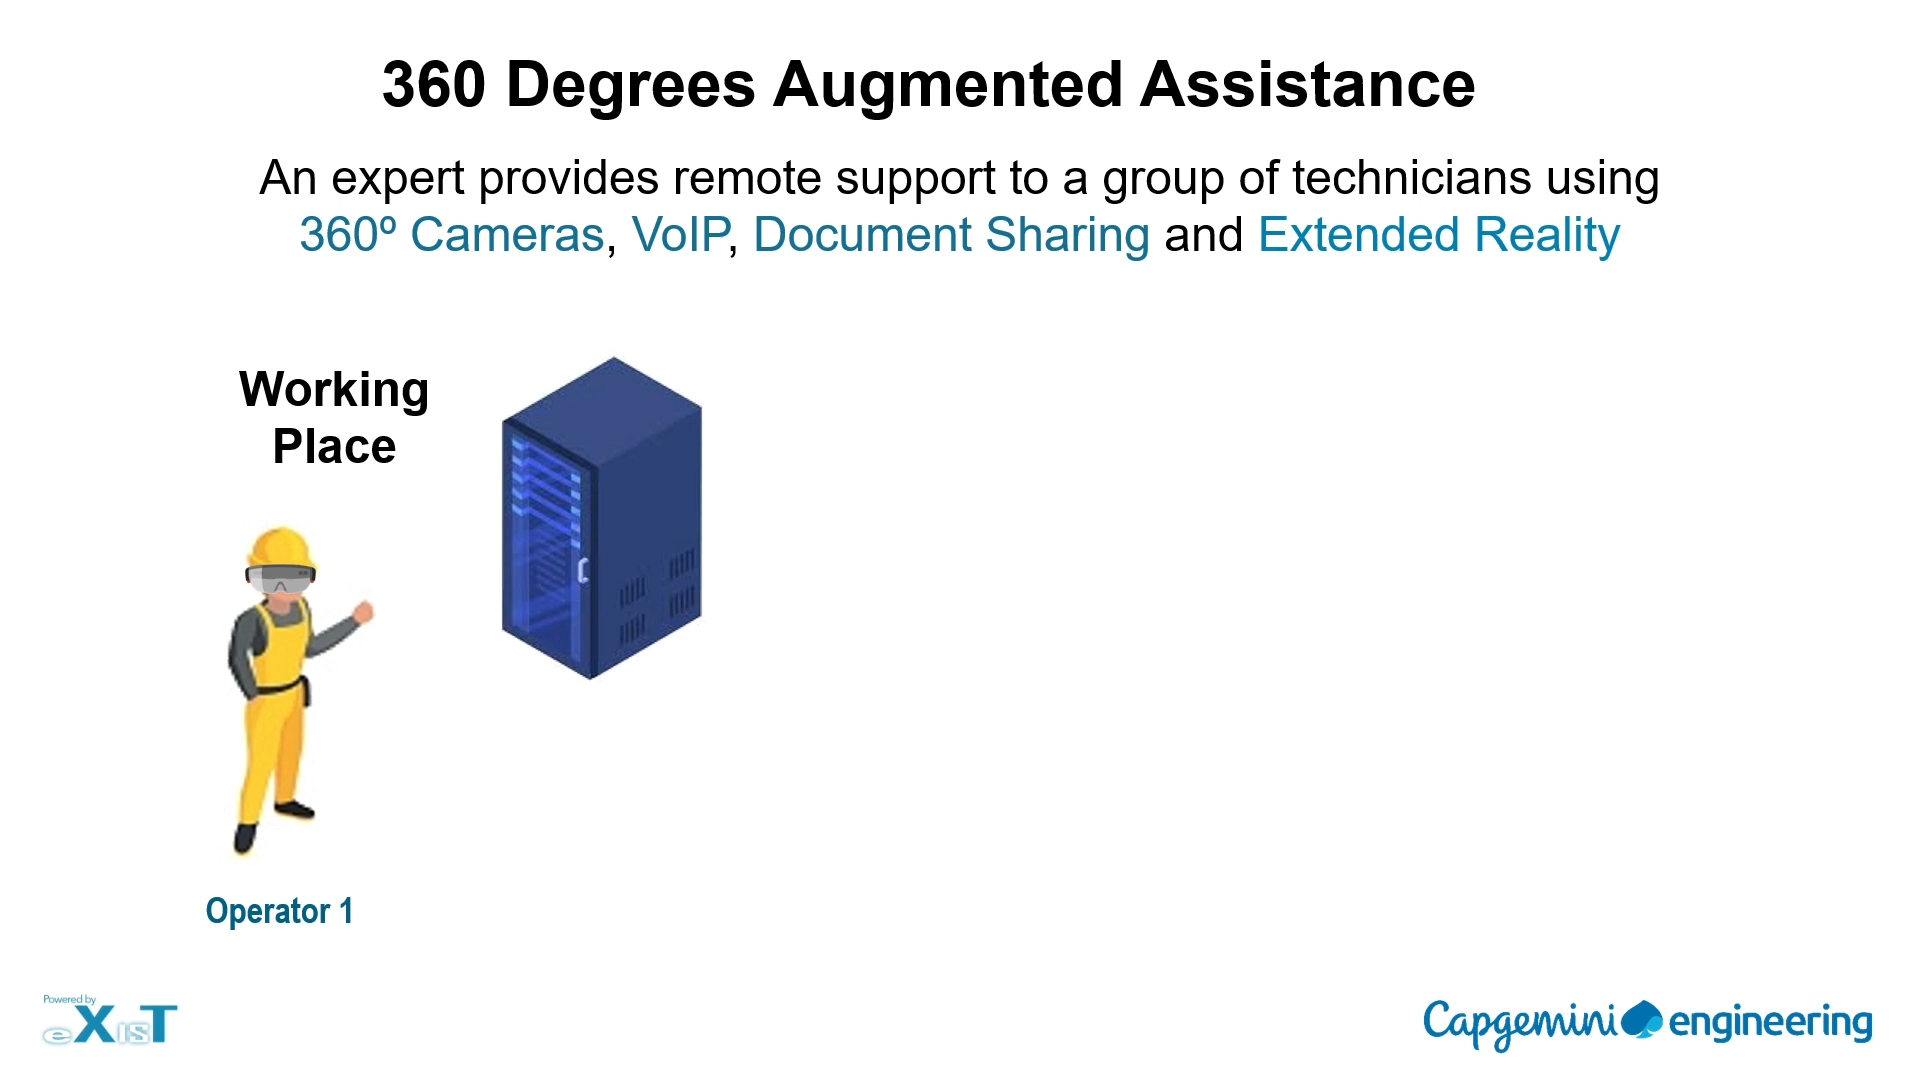 360 Degrees Augmented Assistance
An expert provides remote support to a group of technicians using
360º Cameras, VoIP, Document Sharing and Extended Reality
Working
Place
Operator 1
Powered by
eXisT
Capgemini engineering